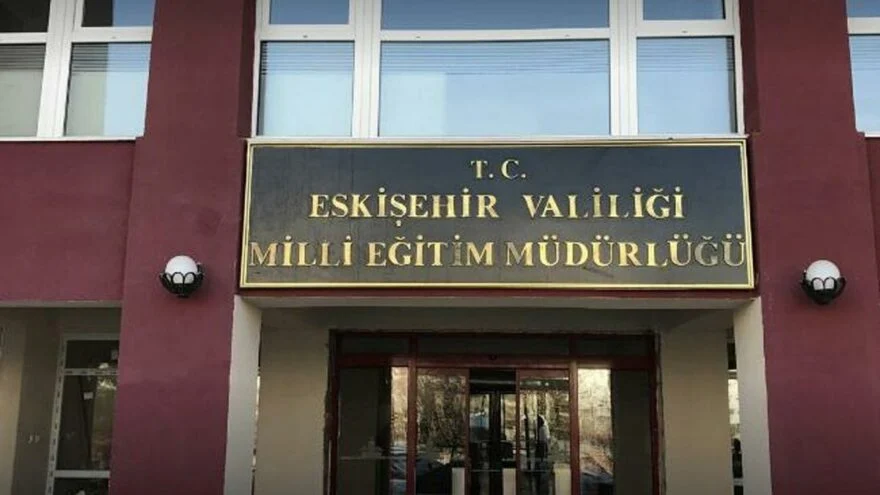 T. C.
ESKİŞEHİR VALİLİĞİ
MİLLİ EĞİTİM MÜDÜRLÜĞÜ